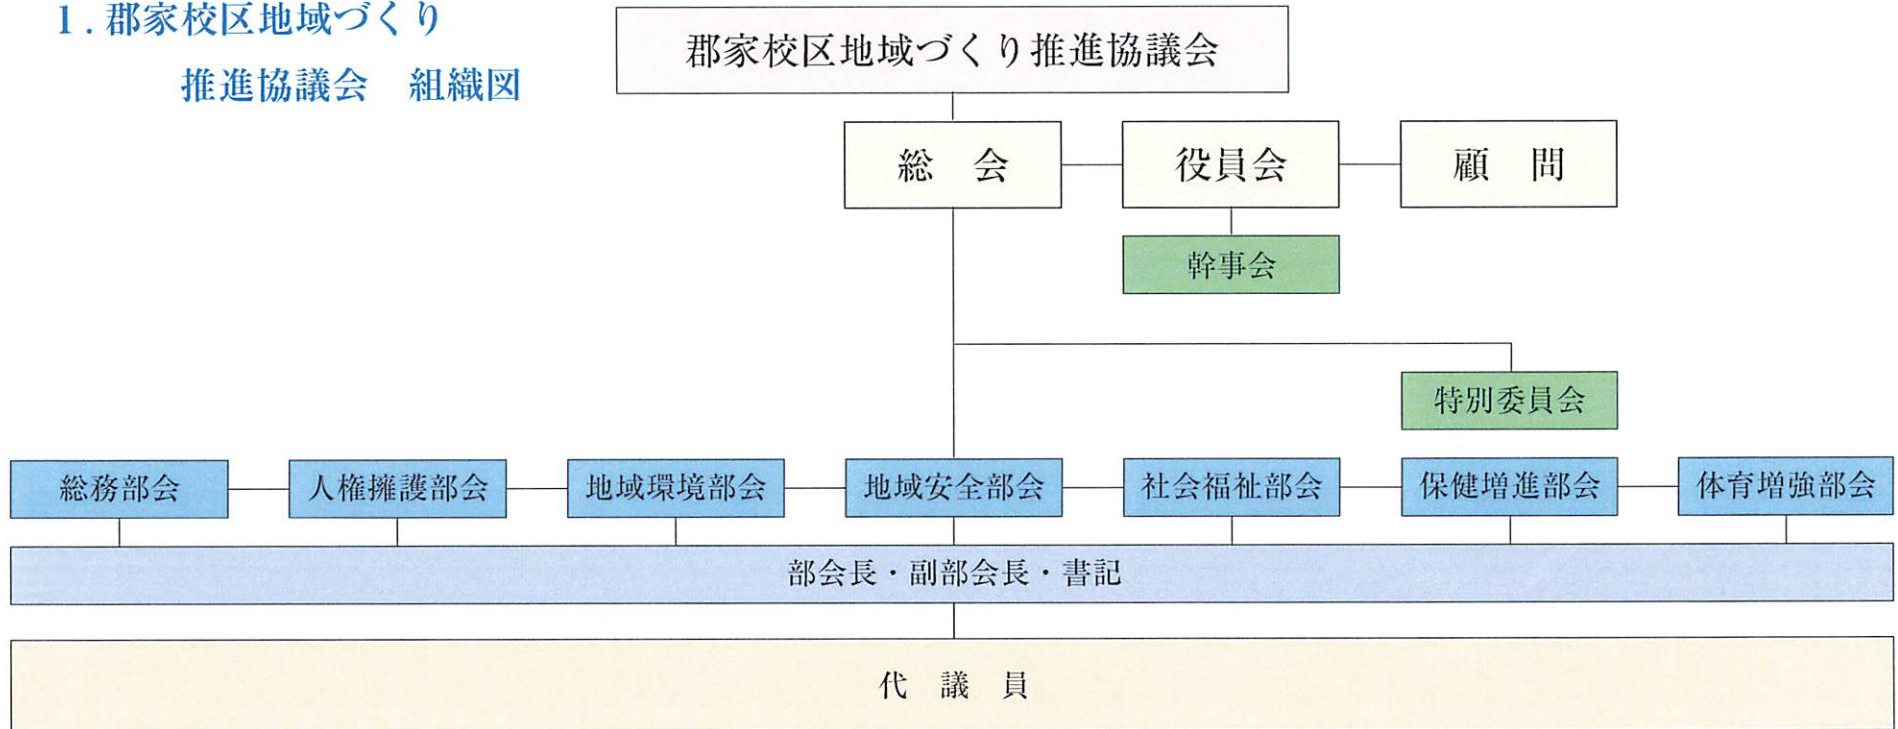 1．郡家校区地域づくり
推進協議会　組織図
郡家校区地域づくり推進協議会
総　会
役員会
顧　問
幹事会
特別委員会
総務部会
人権擁護部会
地域環境部会
地域安全部会
社会福祉部会
保健増進部会
体育増強部会
部会長・副部会長・書記
代　議　員